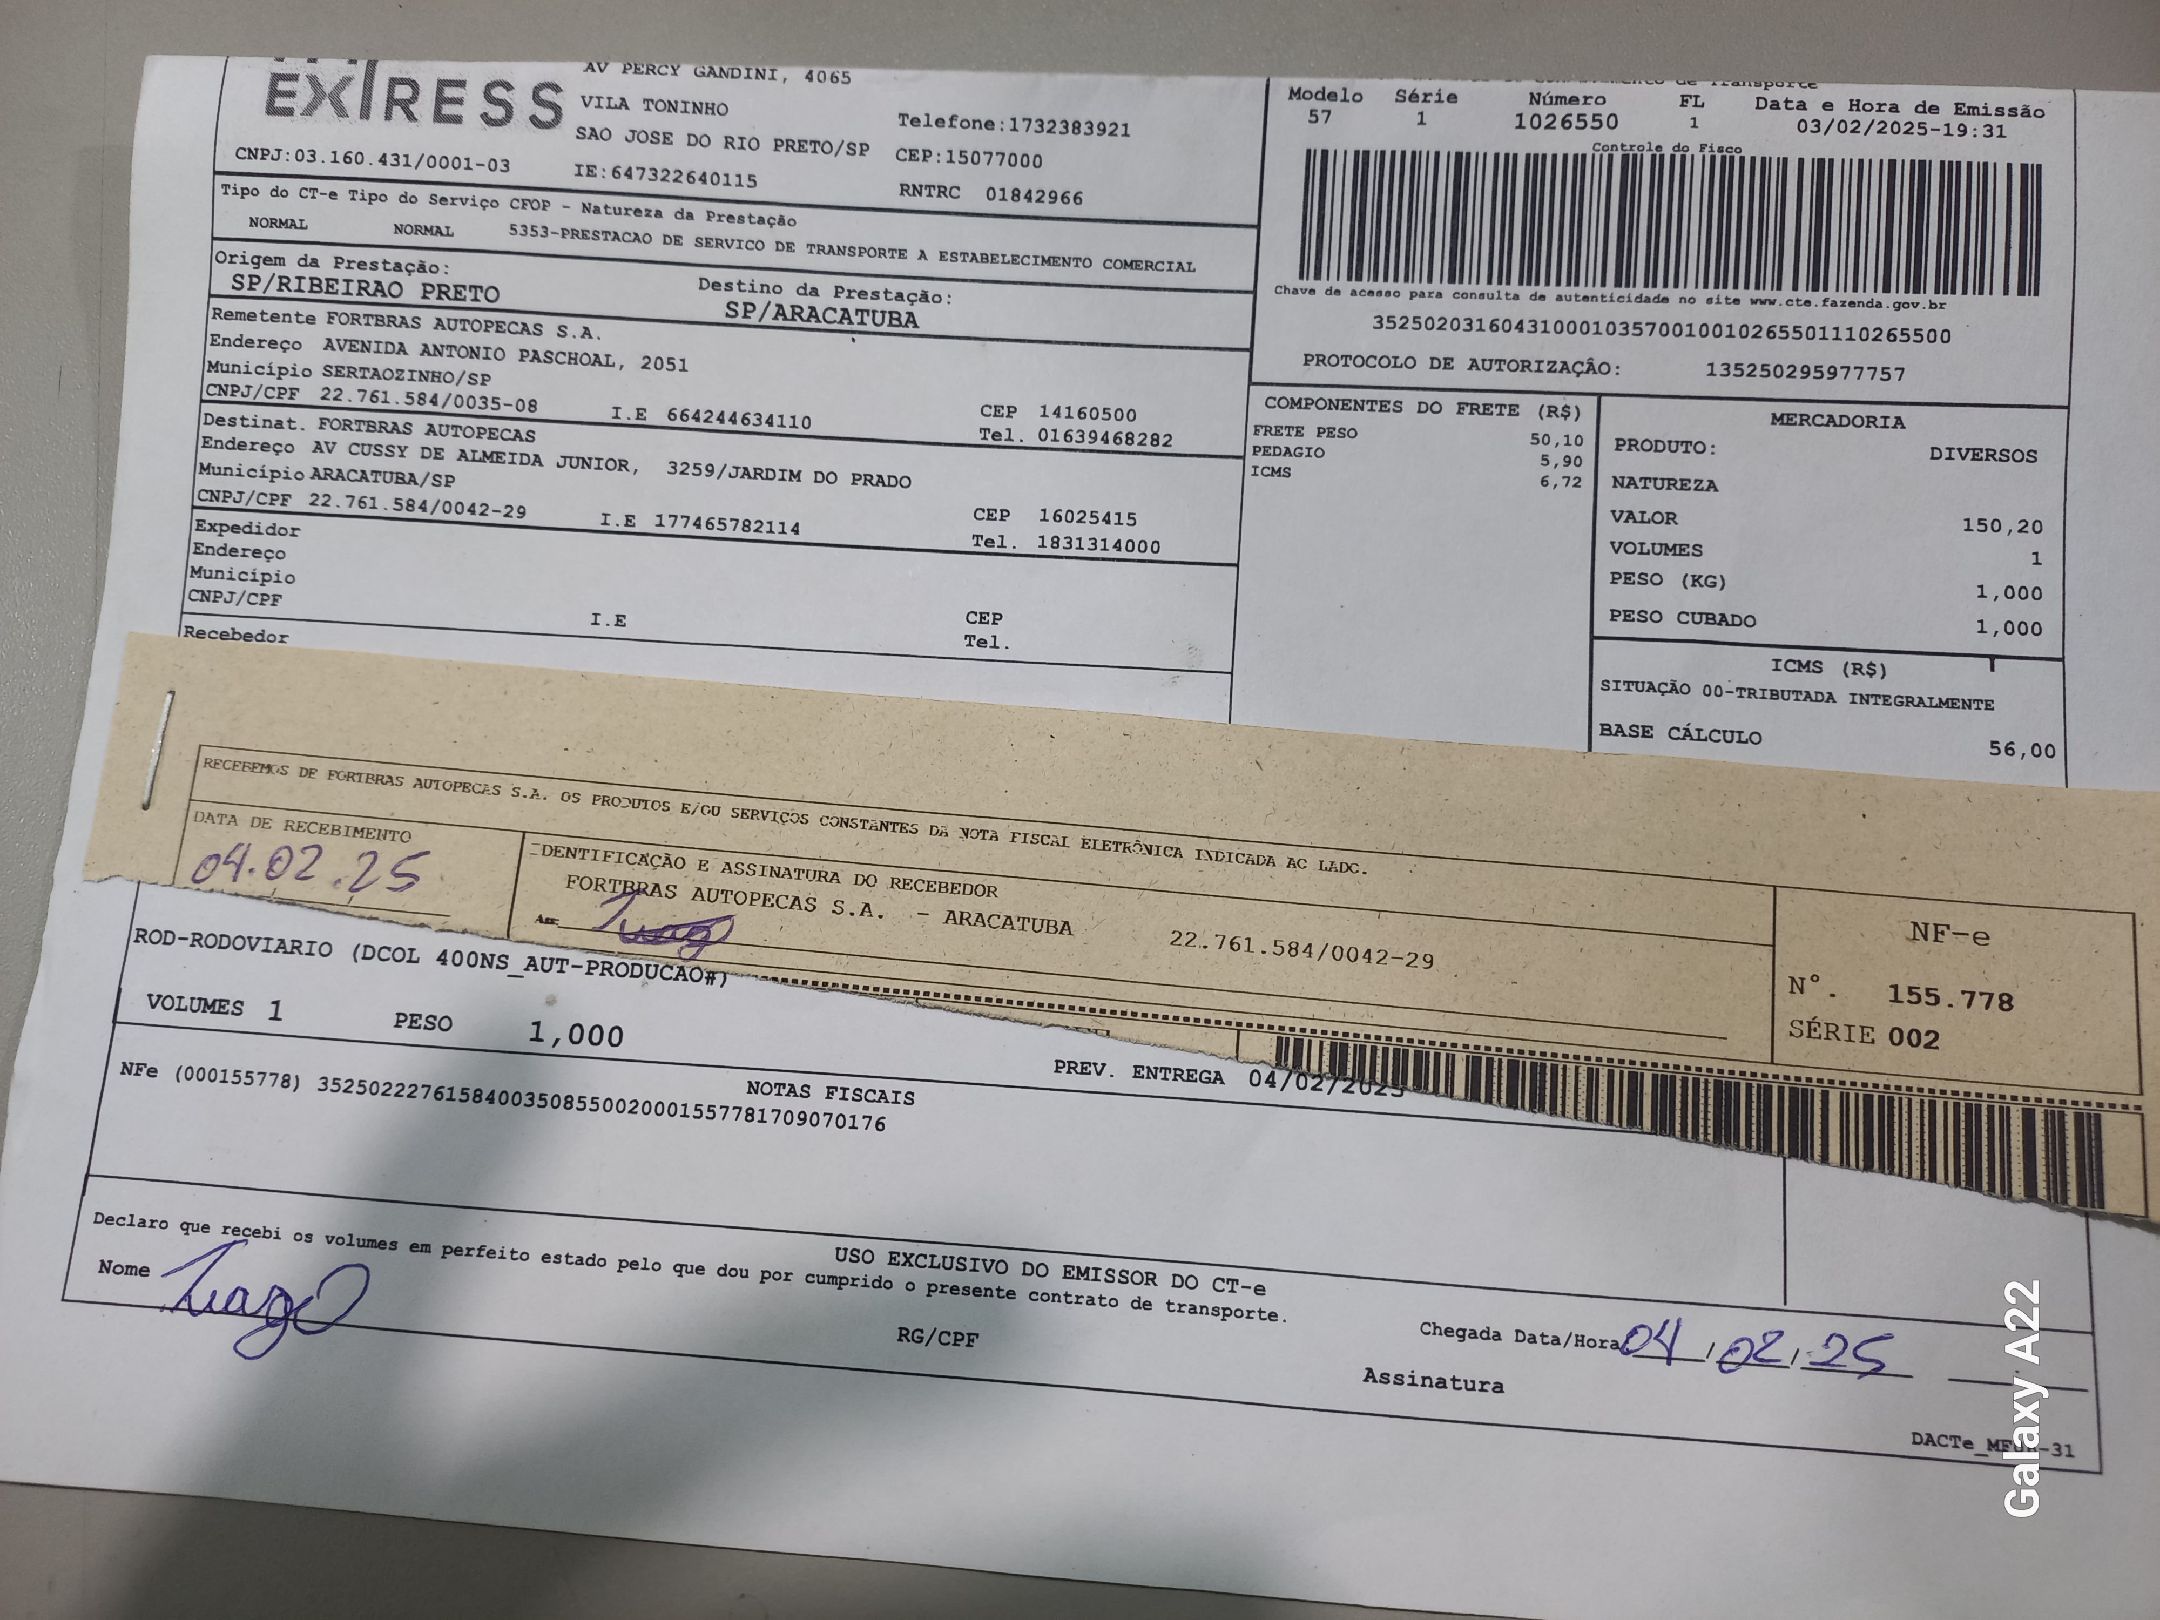 EXPRESS
AV PERCY GANDINI, 4065
VILA TONINHO
SAO JOSE DO RIO PRETO/SP
CNPJ:03.160.431/0001-03
IE:647322640115
Telefone:1732383921
CEP:15077000
RNTRC 01842966
Modelo Série Número FL Data e Hora de Emissão
57 1 1026550 1 03/02/2025-19:31
Controle do Fisco
Chave de acesso para consulta de autenticidade no site www.cte.fazenda.gov.br
35250203160431000103570010010265501110265500
PROTOCOLO DE AUTORIZAÇÂO: 135250295977757
Tipo do CT-e Tipo do Serviço CFOP - Natureza da Prestação
NORMAL NORMAL 5353-PRESTACAO DE SERVICO DE TRANSPORTE A ESTABELECIMENTO COMERCIAL
Origem da Prestação:
SP/RIBEIRAO PRETO
Destino da Prestação:
SP/ARACATUBA
Remetente FORTBRAS AUTOPECAS S.A.
Endereço AVENIDA ANTONIO PASCHOAL, 2051
Município SERTAOZINHO/SP
CNPJ/CPF 22.761.584/0035-08 I.E 664244634110
CEP 14160500
Tel. 01639468282
Destinat. FORTBRAS AUTOPECAS
Endereço AV CUSSY DE ALMEIDA JUNIOR, 3259/JARDIM DO PRADO
Município ARACATUBA/SP
CNPJ/CPF 22.761.584/0042-29 I.E 177465782114
CEP 16025415
Tel. 1831314000
Expedidor
Endereço
Município
CNPJ/CPF
I.E
CEP
Tel.
Recebedor
COMPONENTES DO FRETE (R$)
FRETE PESO 50,10
PEDAGIO 5,90
ICMS 6,72
MERCADORIA
PRODUTO: DIVERSOS
NATUREZA
VALOR 150,20
VOLUMES 1
PESO (KG) 1,000
PESO CUBADO 1,000
ICMS (R$)
SITUAÇÃO 00-TRIBUTADA INTEGRALMENTE
BASE CÁLCULO 56,00
RECEBEMOS DE FORTBRAS AUTOPECAS S.A. OS PRODUTOS E/OU SERVIÇOS CONSTANTES DA NOTA FISCAL ELETRÔNICA INDICADA AO LADO.
DATA DE RECEBIMENTO
04.02.25
IDENTIFICAÇÃO E ASSINATURA DO RECEBEDOR
FORTBRAS AUTOPECAS S.A. - ARACATUBA 22.761.584/0042-29
Ass: Tiago
NF-e
Nº. 155.778
SÉRIE 002
ROD-RODOVIARIO (DCOL 400NS_AUT-PRODUCAO#)
VOLUMES 1 PESO 1,000
PREV. ENTREGA 04/02/2025
NOTAS FISCAIS
NFe (000155778) 35250222761584003508550020001557781709070176
USO EXCLUSIVO DO EMISSOR DO CT-e
Declaro que recebi os volumes em perfeito estado pelo que dou por cumprido o presente contrato de transporte.
Nome Tiago
RG/CPF
Chegada Data/Hora 04/02/25
Assinatura
DACTe_
-31
Galaxy A22